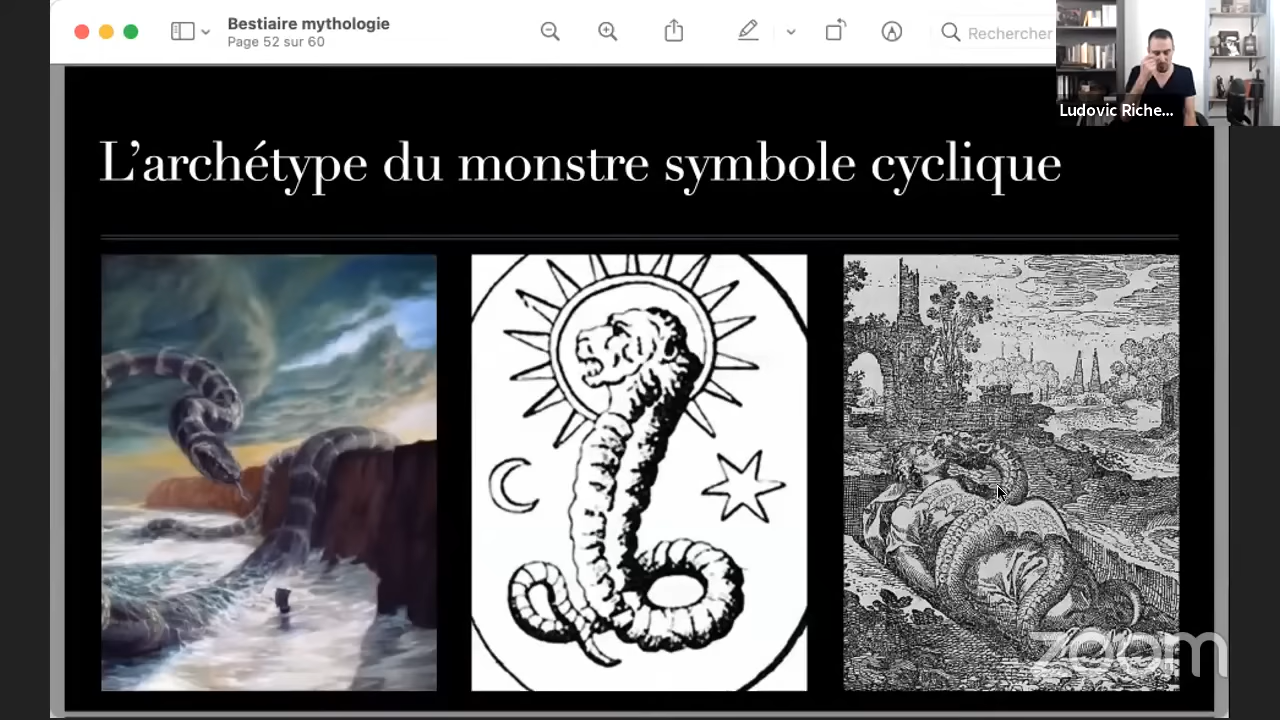 Bestiaire mythologie
Page 52 sur 60
Rechercher
Ludovic Riche...
L'archétype du monstre symbole cyclique
zoom